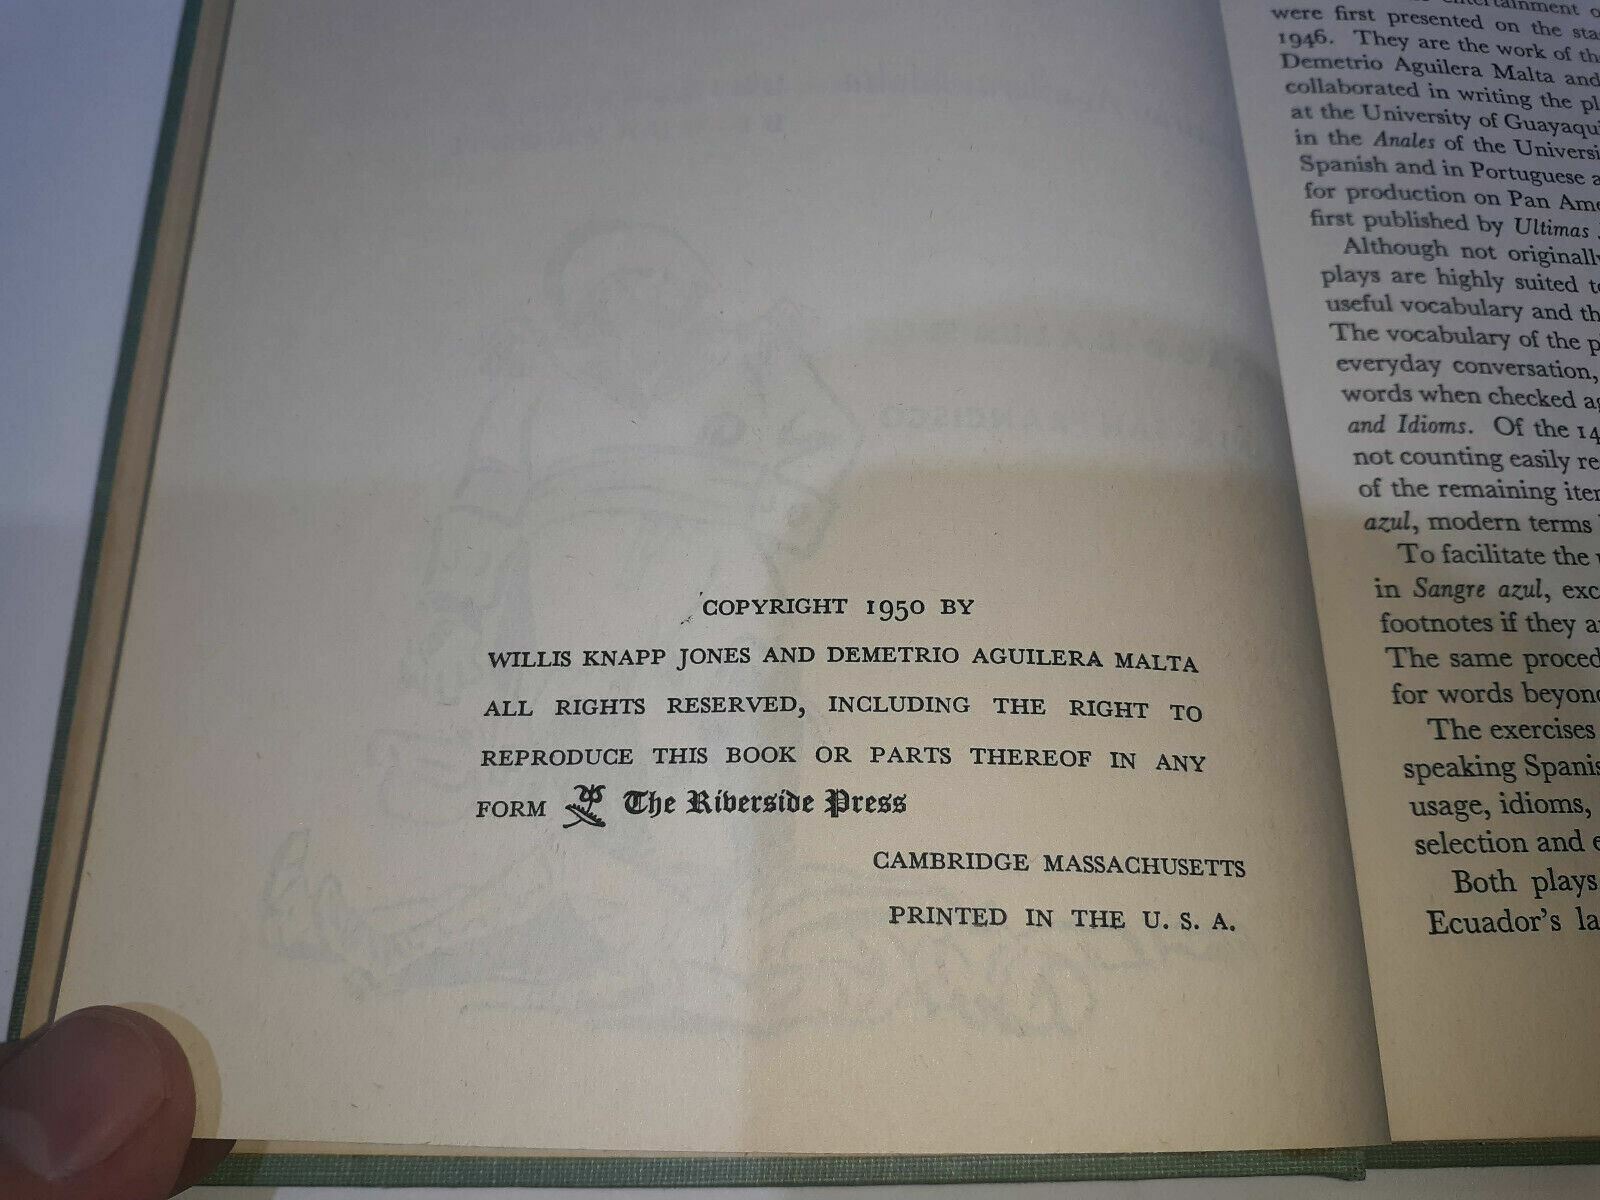 COPYRIGHT 1950 BY
WILLIS KNAPP JONES AND DEMETRIO AGUILERA MALTA
ALL RIGHTS RESERVED, INCLUDING THE RIGHT TO
REPRODUCE THIS BOOK OR PARTS THEREOF IN ANY
FORM The Riverside Press
CAMBRIDGE MASSACHUSETTS
PRINTED IN THE U. S. A.
were first presented on the
1946. They are the work of
Demetrio Aguilera Malta and
collaborated in writing the
at the University of
in the Anales of the
Spanish and in Portuguese
for production on Pan
first published by Ultimas
Although not
plays are highly suited
useful vocabulary and
The vocabulary of the
everyday conversation,
words when checked
and Idioms. Of the
not counting easily
of the remaining
azul, modern terms
To facilitate the
in Sangre azul,
footnotes if they
The same
for words
The exercises
speaking
usage, idioms,
selection and
Both plays
Ecuador's